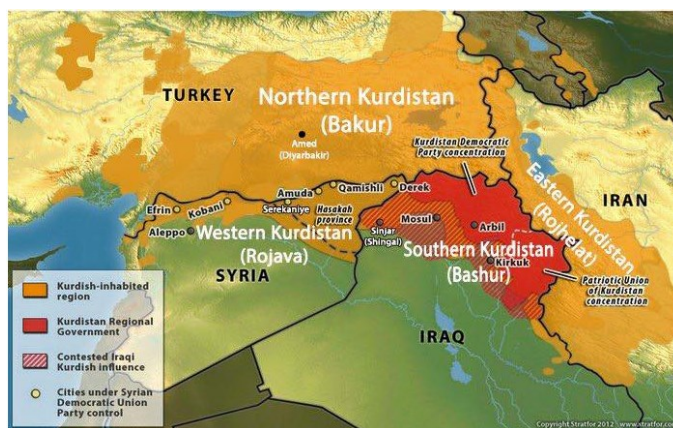 TURKEY
Northern Kurdistan
(Bakur)
Amed
(Diyarbakir)
Kurdistan Democratic
Party concentration
Eastern Kurdistan
(Rojhelat)
IRAN
Efrin
Kobani
Amuda
Qamishli
Derek
Serekaniye
Hasakah
province
Aleppo
Western Kurdistan
(Rojava)
Sinjar
(Shingal)
Mosul
Arbil
Southern Kurdistan
(Bashur)
Kirkuk
SYRIA
Patriotic Union
of Kurdistan
concentration
IRAQ
Kurdish-inhabited
region
Kurdistan Regional
Government
Contested Iraqi
Kurdish influence
Cities under Syrian
Democratic Union
Party control
Copyright Stratfor 2012 www.stratfor.com